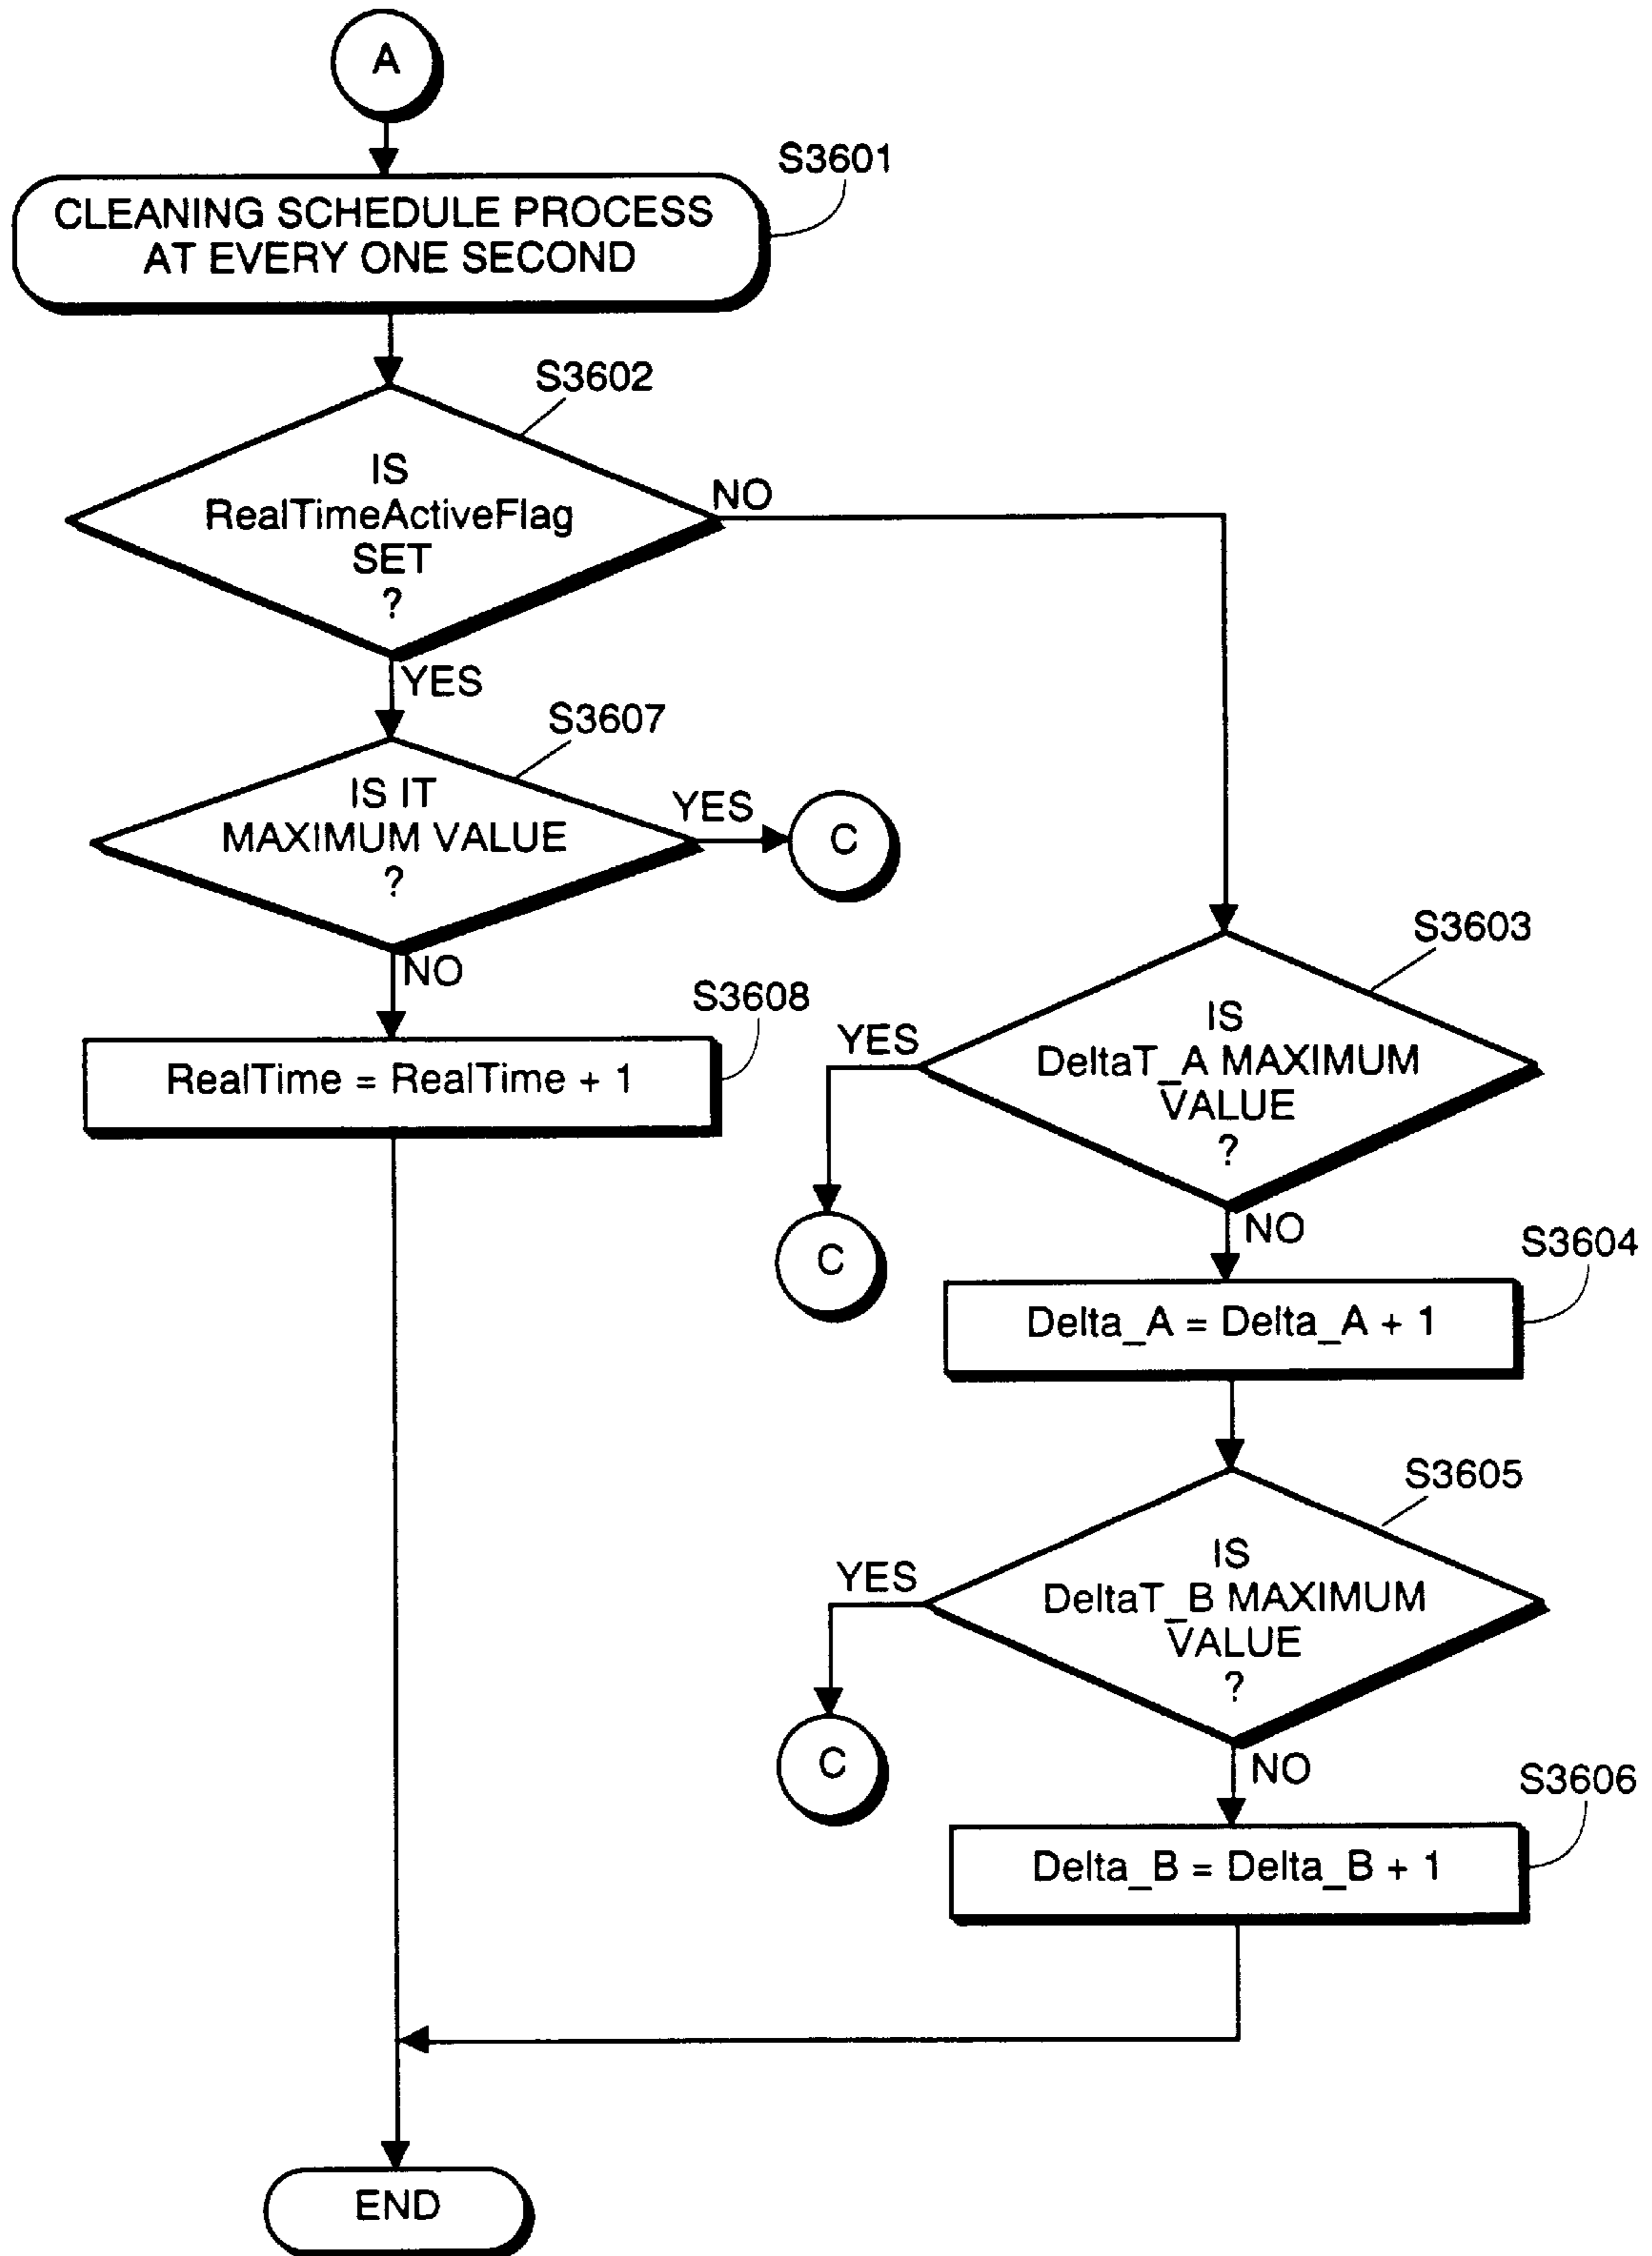 A
S3601
CLEANING SCHEDULE PROCESS
AT EVERY ONE SECOND
S3602
IS
RealTimeActiveFlag
SET
?
NO
YES
S3607
IS IT
MAXIMUM VALUE
?
YES
C
NO
S3608
RealTime = RealTime + 1
S3603
IS
DeltaT_A MAXIMUM
VALUE
?
YES
C
NO
S3604
Delta_A = Delta_A + 1
S3605
IS
DeltaT_B MAXIMUM
VALUE
?
YES
C
NO
S3606
Delta_B = Delta_B + 1
END